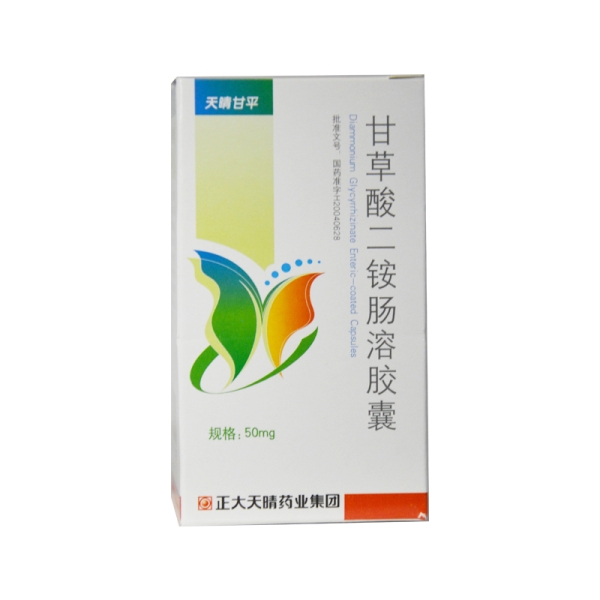 天晴甘平
甘草酸二铵肠溶胶囊
Diammonium Glycyrrhizinate Enteric-coated Capsules
批准文号：国药准字H20040628
规格：50mg
正大天晴药业集团